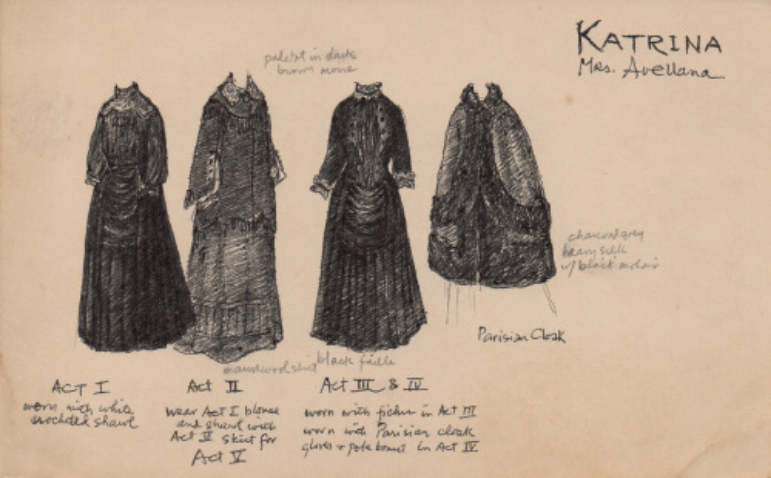 KATRINA
Mrs. Avellana
paletot in dark
brown moire
charcoal grey
heavy silk
w/ black mohair
Parisian Cloak
wool skirt
black faille
ACT I
worn with white
crocheted shawl
Act II
wear Act I blouse
and shawl with
Act II skirt for
Act V
Act III & IV
worn with fichu in Act III
worn with Parisian cloak
gloves + poke bonnet in Act IV